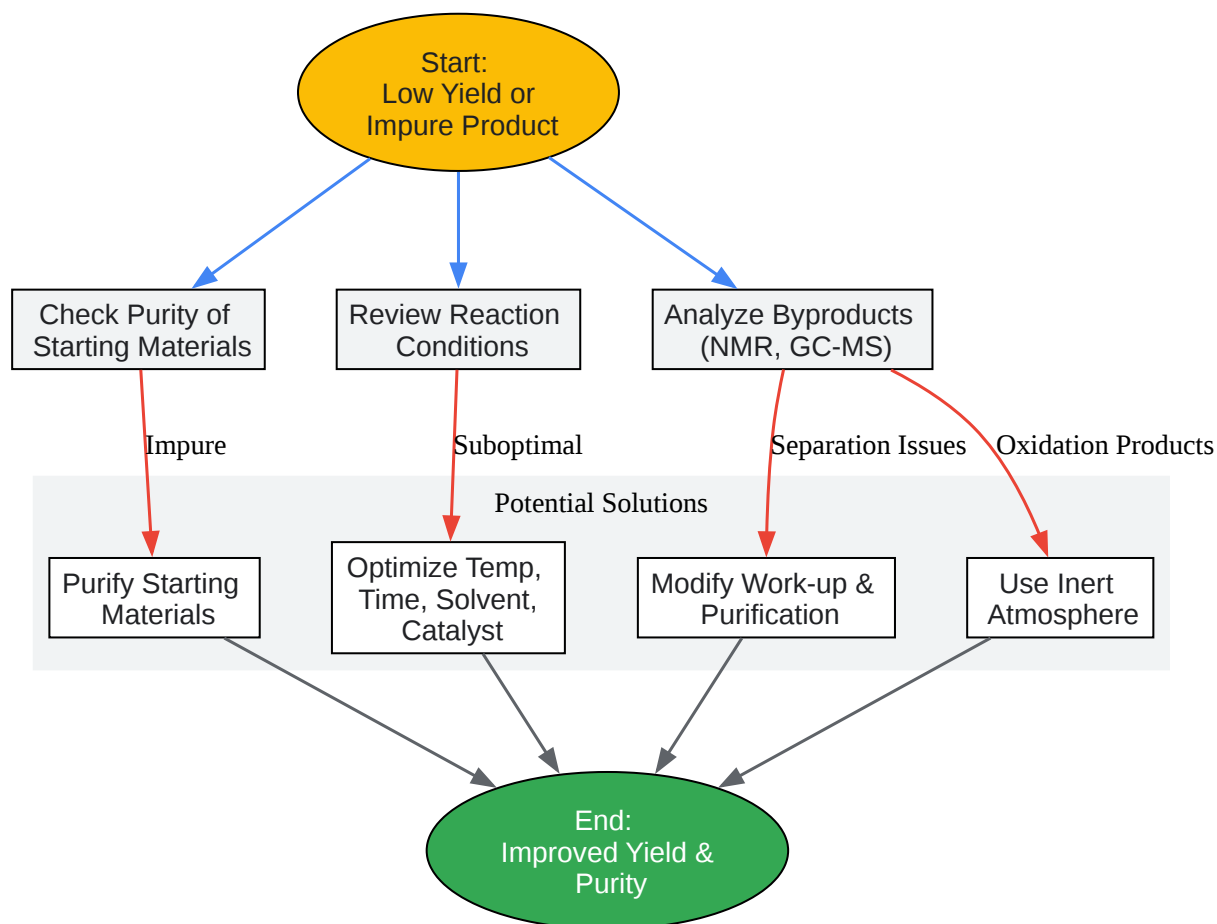 Start:
Low Yield or
Impure Product
Check Purity of
Starting Materials
Review Reaction
Conditions
Analyze Byproducts
(NMR, GC-MS)
Impure
Suboptimal
Separation Issues
Oxidation Products
Potential Solutions
Purify Starting
Materials
Optimize Temp,
Time, Solvent,
Catalyst
Modify Work-up &
Purification
Use Inert
Atmosphere
End:
Improved Yield &
Purity